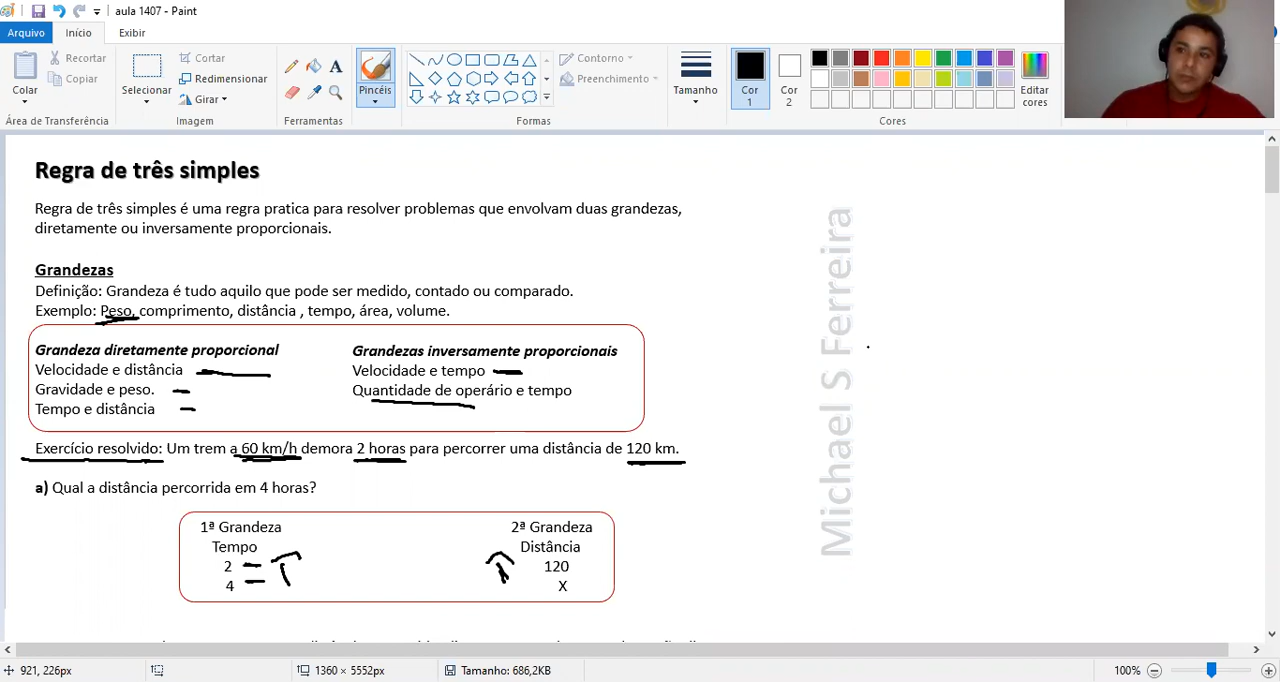 aula 1407 - Paint
Arquivo Início Exibir
Colar
Recortar
Copiar
Área de Transferência
Selecionar
Cortar
Redimensionar
Girar
Imagem
A
Ferramentas
Pincéis
Contorno
Preenchimento
Formas
Tamanho
Cor 1
Cor 2
Editar cores
Cores
Regra de três simples
Regra de três simples é uma regra pratica para resolver problemas que envolvam duas grandezas,
diretamente ou inversamente proporcionais.
Grandezas
Definição: Grandeza é tudo aquilo que pode ser medido, contado ou comparado.
Exemplo: Peso, comprimento, distância , tempo, área, volume.
Grandeza diretamente proporcional
Velocidade e distância
Gravidade e peso.
Tempo e distância
Grandezas inversamente proporcionais
Velocidade e tempo
Quantidade de operário e tempo
Exercício resolvido: Um trem a 60 km/h demora 2 horas para percorrer uma distância de 120 km.
a) Qual a distância percorrida em 4 horas?
1ª Grandeza 2ª Grandeza
Tempo Distância
2 120
4 X
Michael S Ferreira
921, 226px 1360 × 5552px Tamanho: 686,2KB 100%